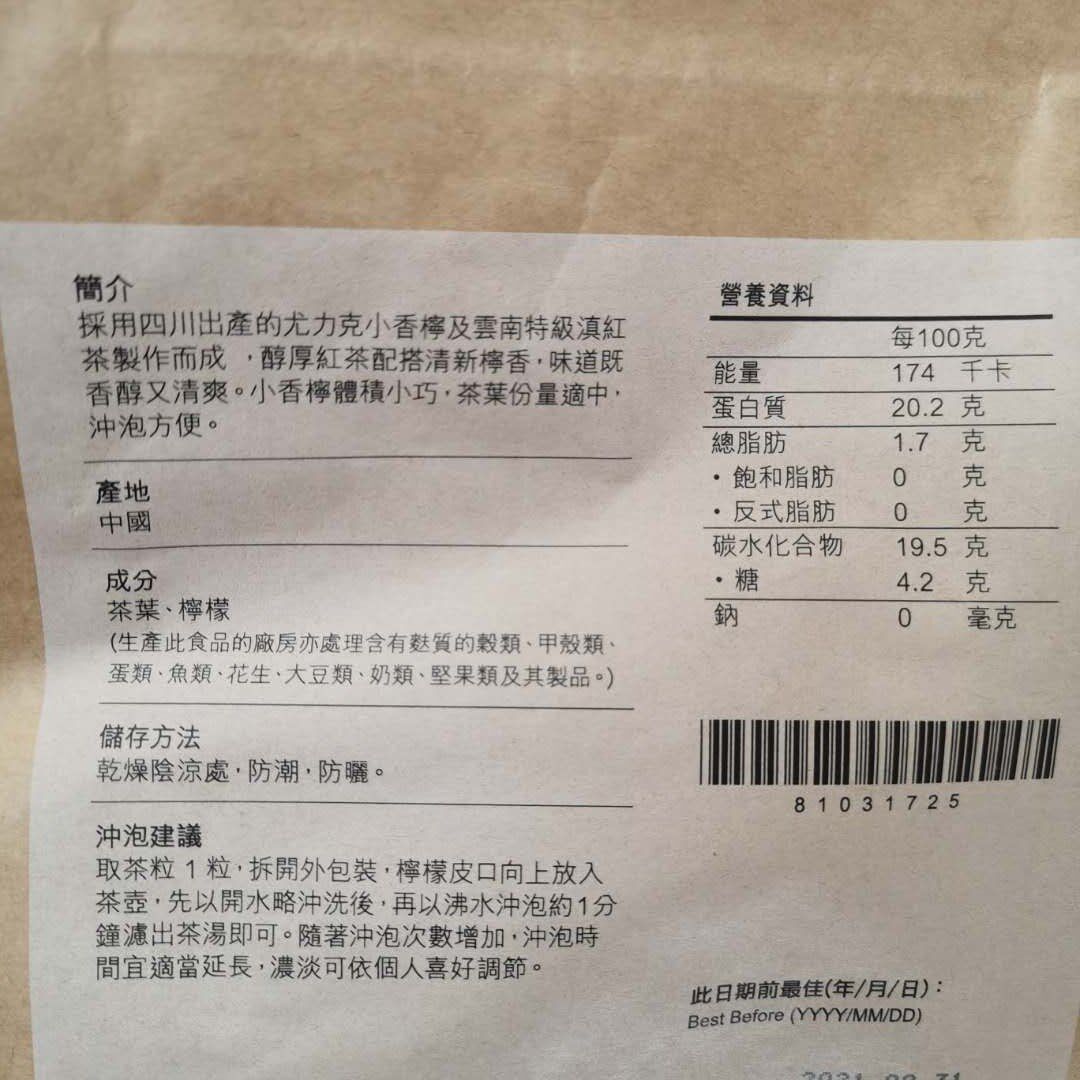 簡介
採用四川出產的尤力克小香檸及雲南特級滇紅
茶製作而成 ，醇厚紅茶配搭清新檸香，味道既
香醇又清爽。小香檸體積小巧，茶葉份量適中，
沖泡方便。
產地
中國
成分
茶葉、檸檬
(生產此食品的廠房亦處理含有麩質的穀類、甲殼類、
蛋類、魚類、花生、大豆類、奶類、堅果類及其製品。)
儲存方法
乾燥陰涼處，防潮，防曬。
沖泡建議
取茶粒 1 粒，拆開外包裝，檸檬皮口向上放入
茶壺，先以開水略沖洗後，再以沸水沖泡約1分
鐘濾出茶湯即可。隨著沖泡次數增加，沖泡時
間宜適當延長，濃淡可依個人喜好調節。
營養資料
每100克
能量 174 千卡
蛋白質 20.2 克
總脂肪 1.7 克
・飽和脂肪 0 克
・反式脂肪 0 克
碳水化合物 19.5 克
・糖 4.2 克
鈉 0 毫克
81031725
此日期前最佳(年/月/日)：
Best Before (YYYY/MM/DD)